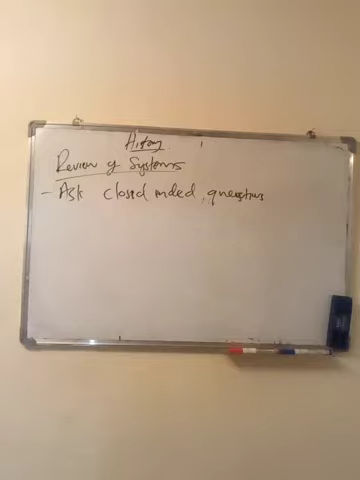 History
Review of Systems
- Ask closed ended questions